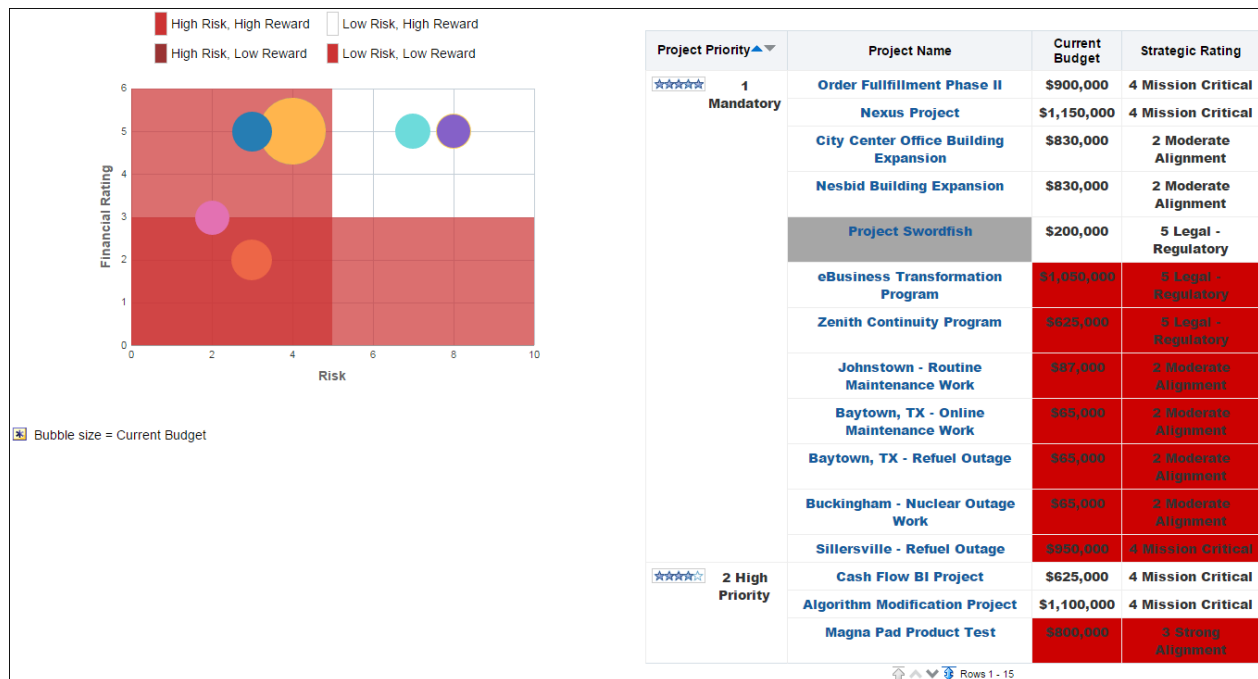 High Risk, High Reward
Low Risk, High Reward
High Risk, Low Reward
Low Risk, Low Reward
6
5
4
3
2
1
0
Financial Rating
0
2
4
6
8
10
Risk
Bubble size = Current Budget
Project Priority
Project Name
Current
Budget
Strategic Rating
1
Mandatory
Order Fullfillment Phase II
$900,000
4 Mission Critical
Nexus Project
$1,150,000
4 Mission Critical
City Center Office Building
Expansion
$830,000
2 Moderate
Alignment
Nesbid Building Expansion
$830,000
2 Moderate
Alignment
Project Swordfish
$200,000
5 Legal -
Regulatory
eBusiness Transformation
Program
$1,050,000
5 Legal -
Regulatory
Zenith Continuity Program
$625,000
5 Legal -
Regulatory
Johnstown - Routine
Maintenance Work
$87,000
2 Moderate
Alignment
Baytown, TX - Online
Maintenance Work
$65,000
2 Moderate
Alignment
Baytown, TX - Refuel Outage
$65,000
2 Moderate
Alignment
Buckingham - Nuclear Outage
Work
$65,000
2 Moderate
Alignment
Sillersville - Refuel Outage
$950,000
4 Mission Critical
2 High
Priority
Cash Flow BI Project
$625,000
4 Mission Critical
Algorithm Modification Project
$1,100,000
4 Mission Critical
Magna Pad Product Test
$800,000
3 Strong
Alignment
Rows 1 - 15